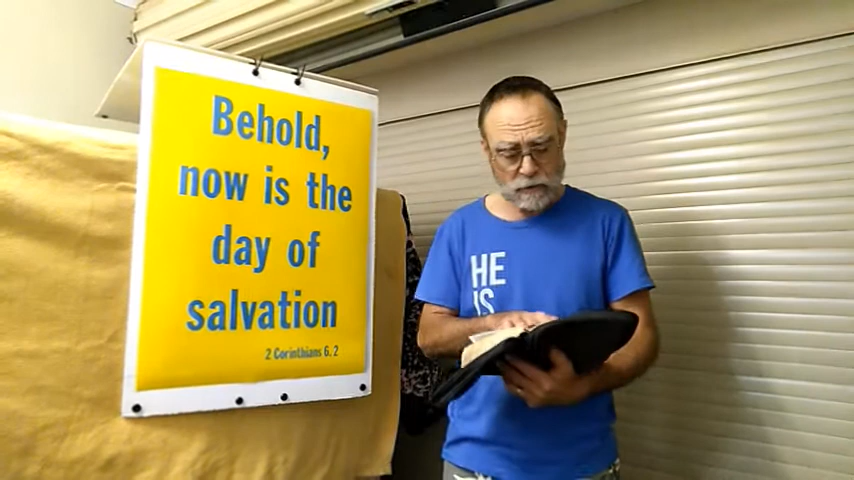 Behold,
now is the
day of
salvation
2 Corinthians 6. 2
HE
IS